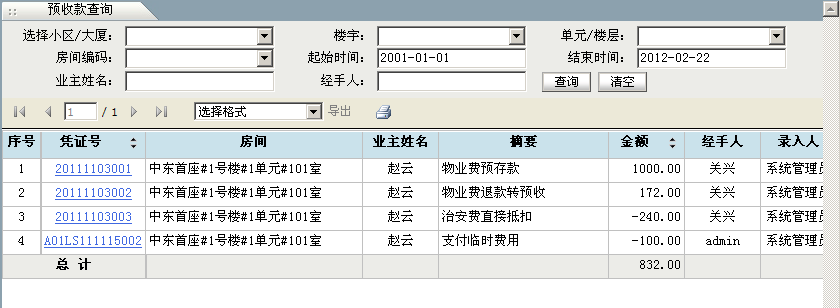 预收款查询
选择小区/大厦： 楼宇： 单元/楼层：
房间编码： 起始时间： 2001-01-01 结束时间： 2012-02-22
业主姓名： 经手人： 查询 清空
1 / 1 选择格式 导出
序号 凭证号 房间 业主姓名 摘要 金额 经手人 录入人
1 20111103001 中东首座#1号楼#1单元#101室 赵云 物业费预存款 1000.00 关兴 系统管理员
2 20111103002 中东首座#1号楼#1单元#101室 赵云 物业费退款转预收 172.00 关兴 系统管理员
3 20111103003 中东首座#1号楼#1单元#101室 赵云 治安费直接抵扣 -240.00 关兴 系统管理员
4 A01LS111115002 中东首座#1号楼#1单元#101室 赵云 支付临时费用 -100.00 admin 系统管理员
总 计 832.00